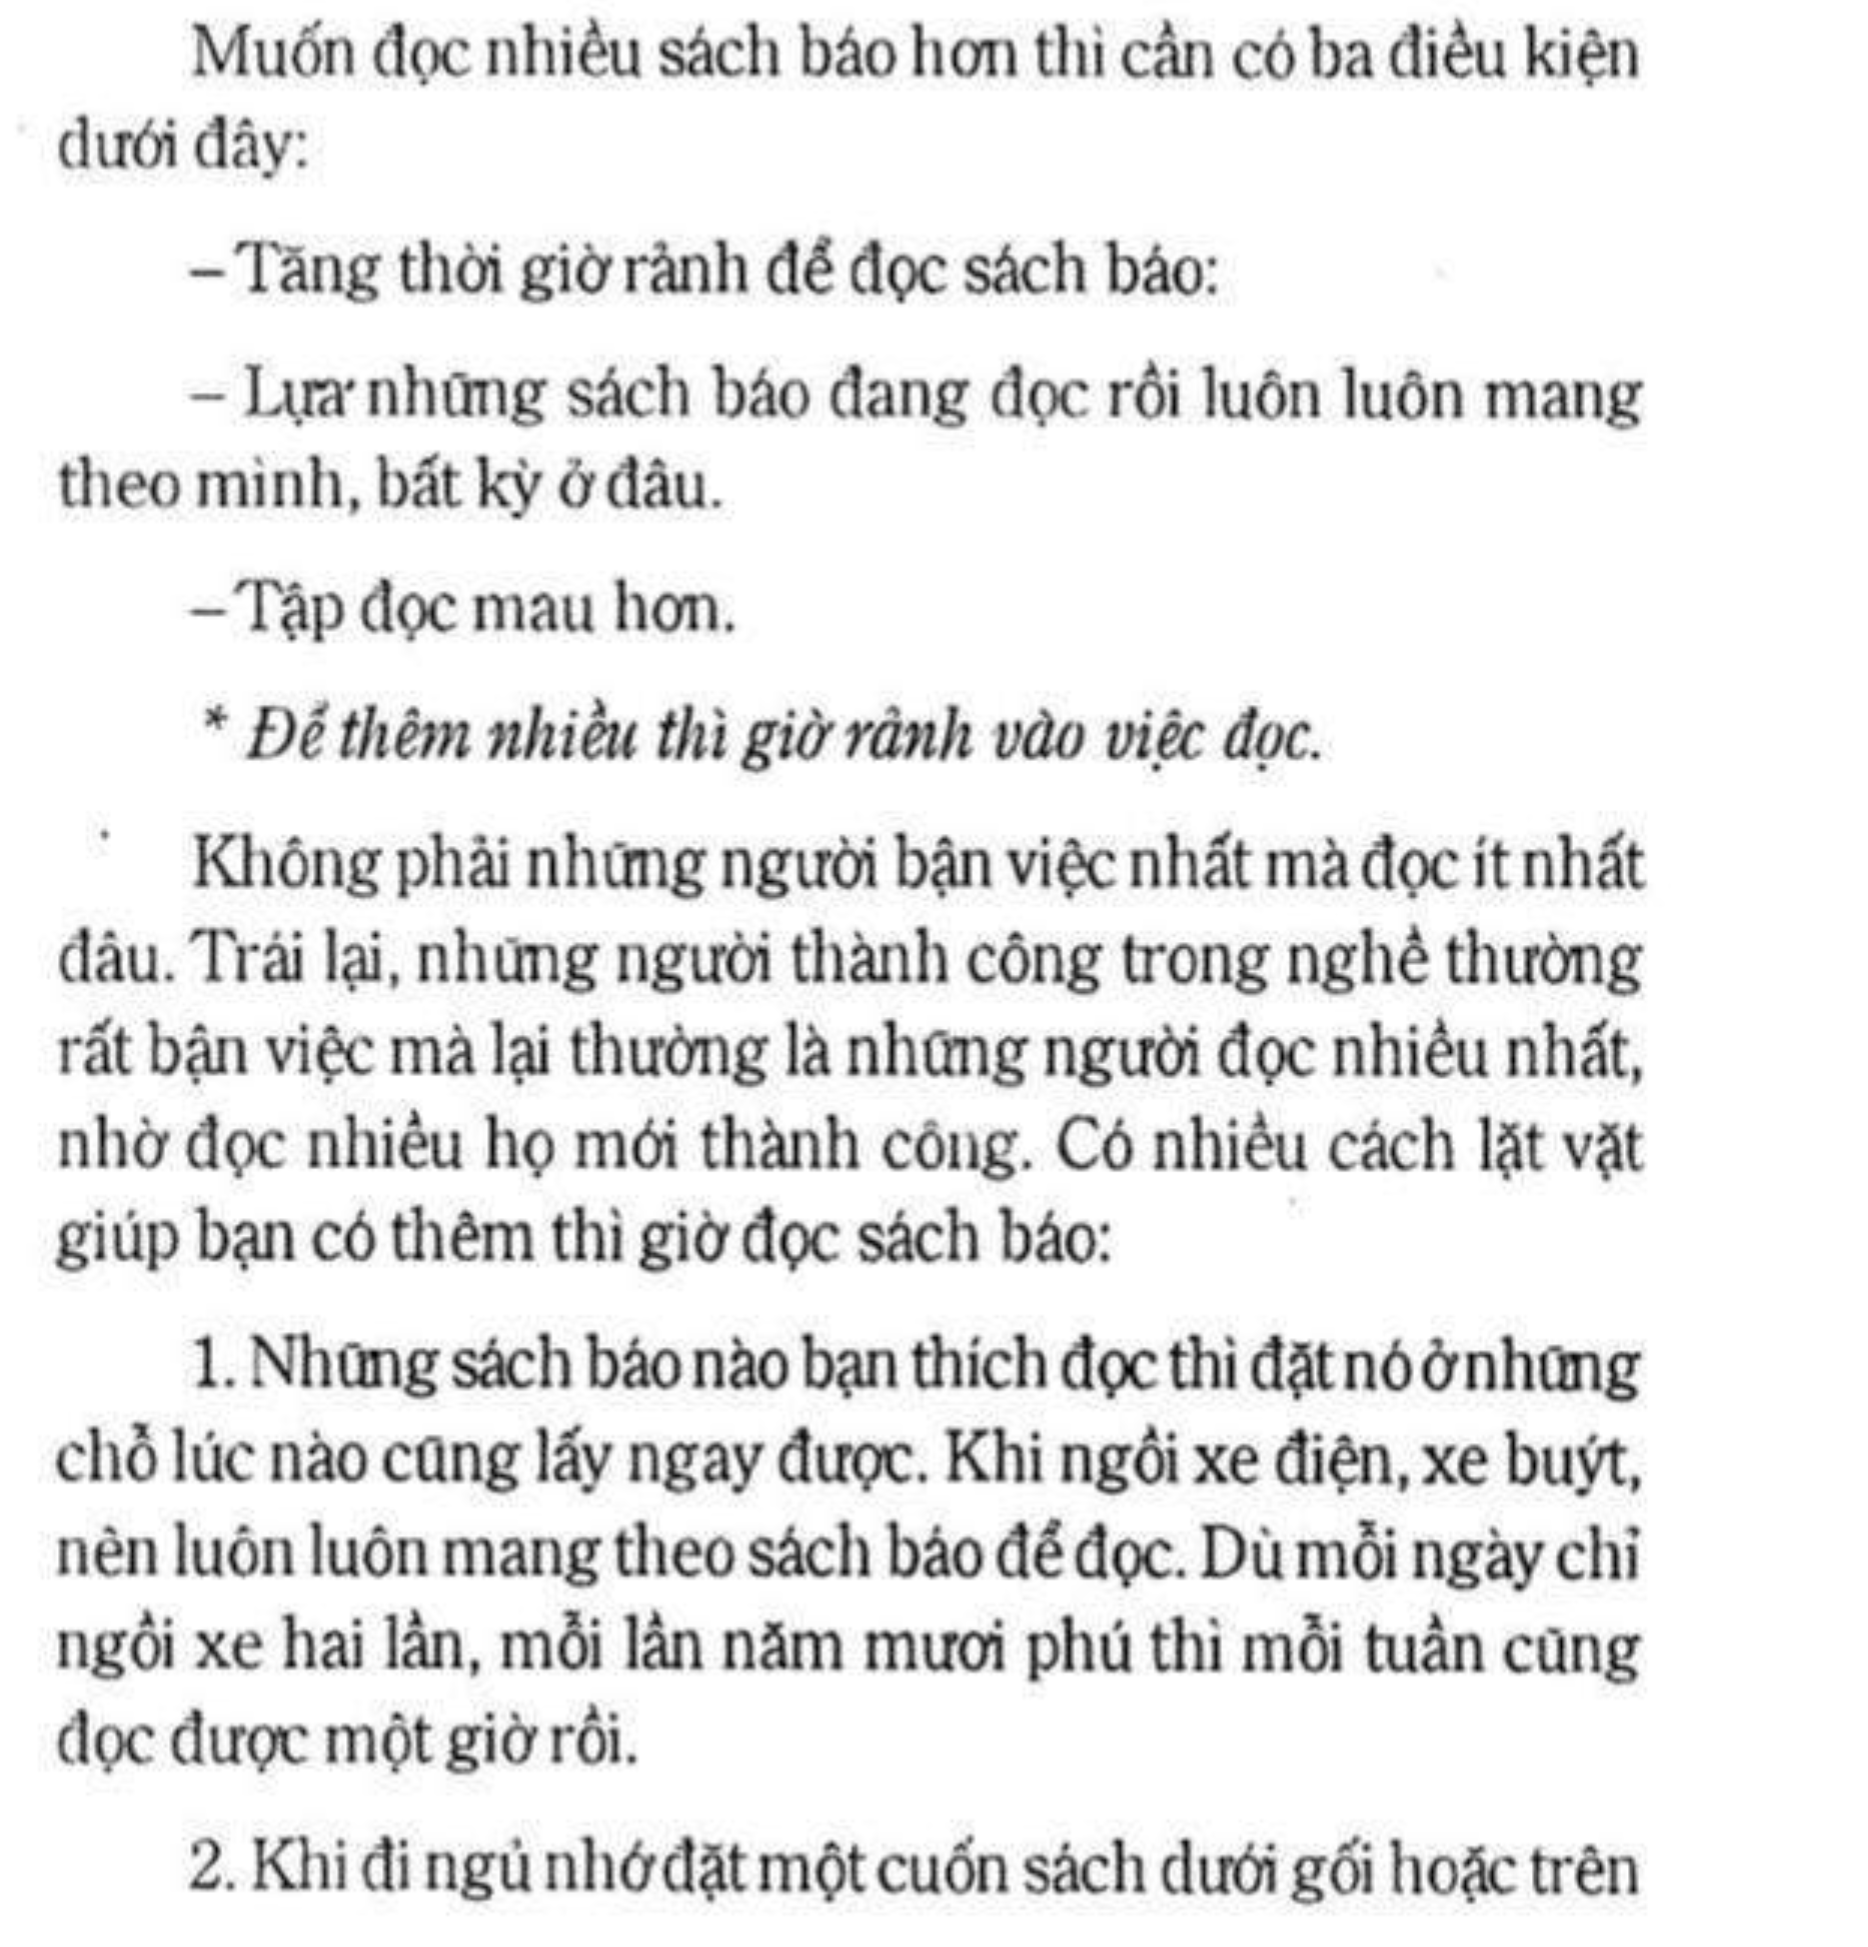 Muốn đọc nhiều sách báo hơn thì cần có ba điều kiện
dưới đây:
– Tăng thời giờ rảnh để đọc sách báo:
– Lựa những sách báo đang đọc rồi luôn luôn mang
theo mình, bất kỳ ở đâu.
– Tập đọc mau hơn.
* Để thêm nhiều thì giờ rảnh vào việc đọc.
Không phải những người bận việc nhất mà đọc ít nhất
đâu. Trái lại, những người thành công trong nghề thường
rất bận việc mà lại thường là những người đọc nhiều nhất,
nhờ đọc nhiều họ mới thành công. Có nhiều cách lặt vặt
giúp bạn có thêm thì giờ đọc sách báo:
1. Những sách báo nào bạn thích đọc thì đặt nó ở những
chỗ lúc nào cũng lấy ngay được. Khi ngồi xe điện, xe buýt,
nên luôn luôn mang theo sách báo để đọc. Dù mỗi ngày chỉ
ngồi xe hai lần, mỗi lần năm mươi phú thì mỗi tuần cũng
đọc được một giờ rồi.
2. Khi đi ngủ nhớ đặt một cuốn sách dưới gối hoặc trên